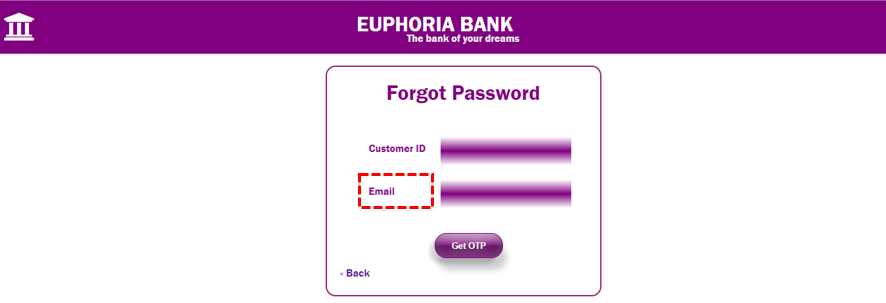 EUPHORIA BANK
The bank of your dreams
Forgot Password
Customer ID
Email
Get OTP
Back